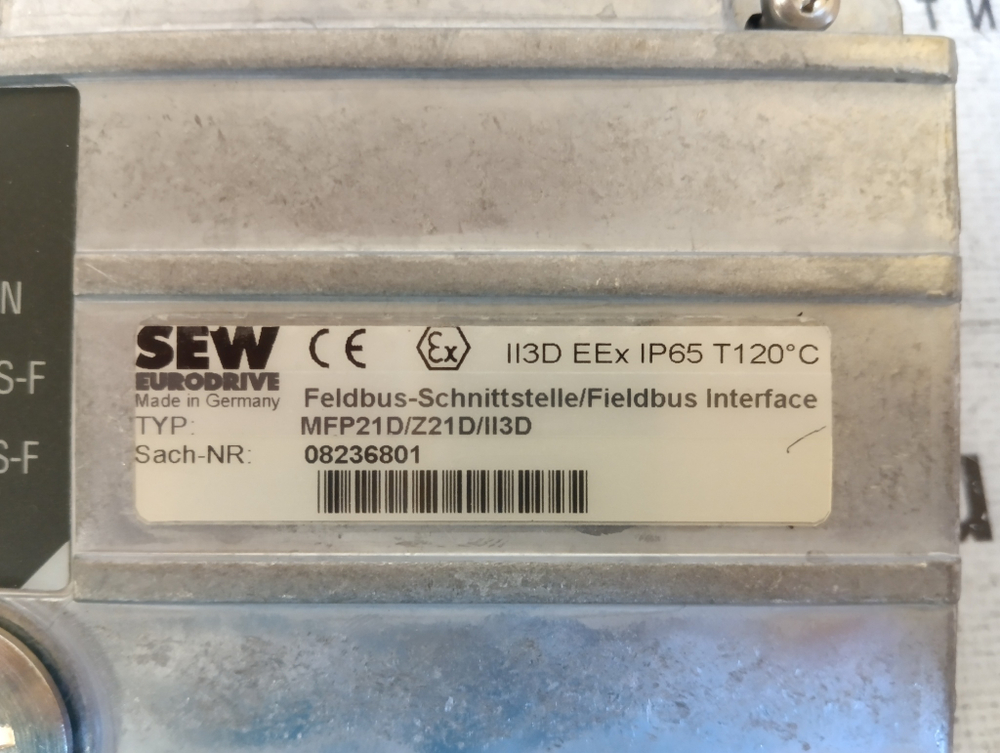 ти
N
S-F
S-F
SEW
EURODRIVE
CE Ex II3D EEx IP65 T120°C
Made in Germany Feldbus-Schnittstelle/Fieldbus Interface
TYP: MFP21D/Z21D/II3D
Sach-NR: 08236801